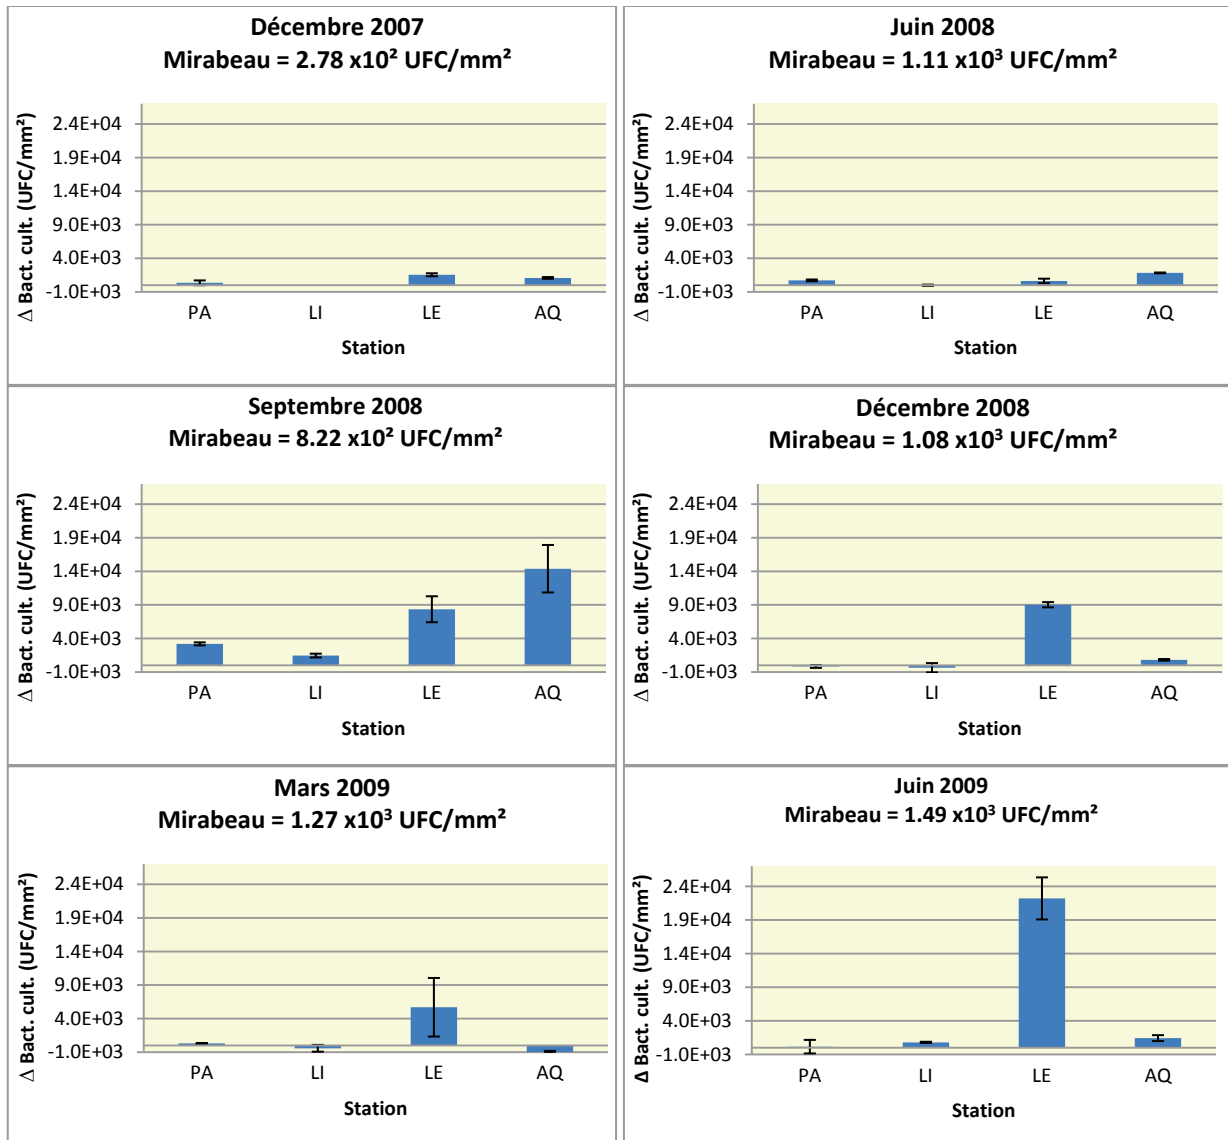 Décembre 2007
Mirabeau = 2.78 x10² UFC/mm²
Δ Bact. cult. (UFC/mm²)
2.4E+04
1.9E+04
1.4E+04
9.0E+03
4.0E+03
-1.0E+03
PA LI LE AQ
Station
Juin 2008
Mirabeau = 1.11 x10³ UFC/mm²
Δ Bact. cult. (UFC/mm²)
2.4E+04
1.9E+04
1.4E+04
9.0E+03
4.0E+03
-1.0E+03
PA LI LE AQ
Station
Septembre 2008
Mirabeau = 8.22 x10² UFC/mm²
Δ Bact. cult. (UFC/mm²)
2.4E+04
1.9E+04
1.4E+04
9.0E+03
4.0E+03
-1.0E+03
PA LI LE AQ
Station
Décembre 2008
Mirabeau = 1.08 x10³ UFC/mm²
Δ Bact. cult. (UFC/mm²)
2.4E+04
1.9E+04
1.4E+04
9.0E+03
4.0E+03
-1.0E+03
PA LI LE AQ
Station
Mars 2009
Mirabeau = 1.27 x10³ UFC/mm²
Δ Bact. cult. (UFC/mm²)
2.4E+04
1.9E+04
1.4E+04
9.0E+03
4.0E+03
-1.0E+03
PA LI LE AQ
Station
Juin 2009
Mirabeau = 1.49 x10³ UFC/mm²
Δ Bact. cult. (UFC/mm²)
2.4E+04
1.9E+04
1.4E+04
9.0E+03
4.0E+03
-1.0E+03
PA LI LE AQ
Station